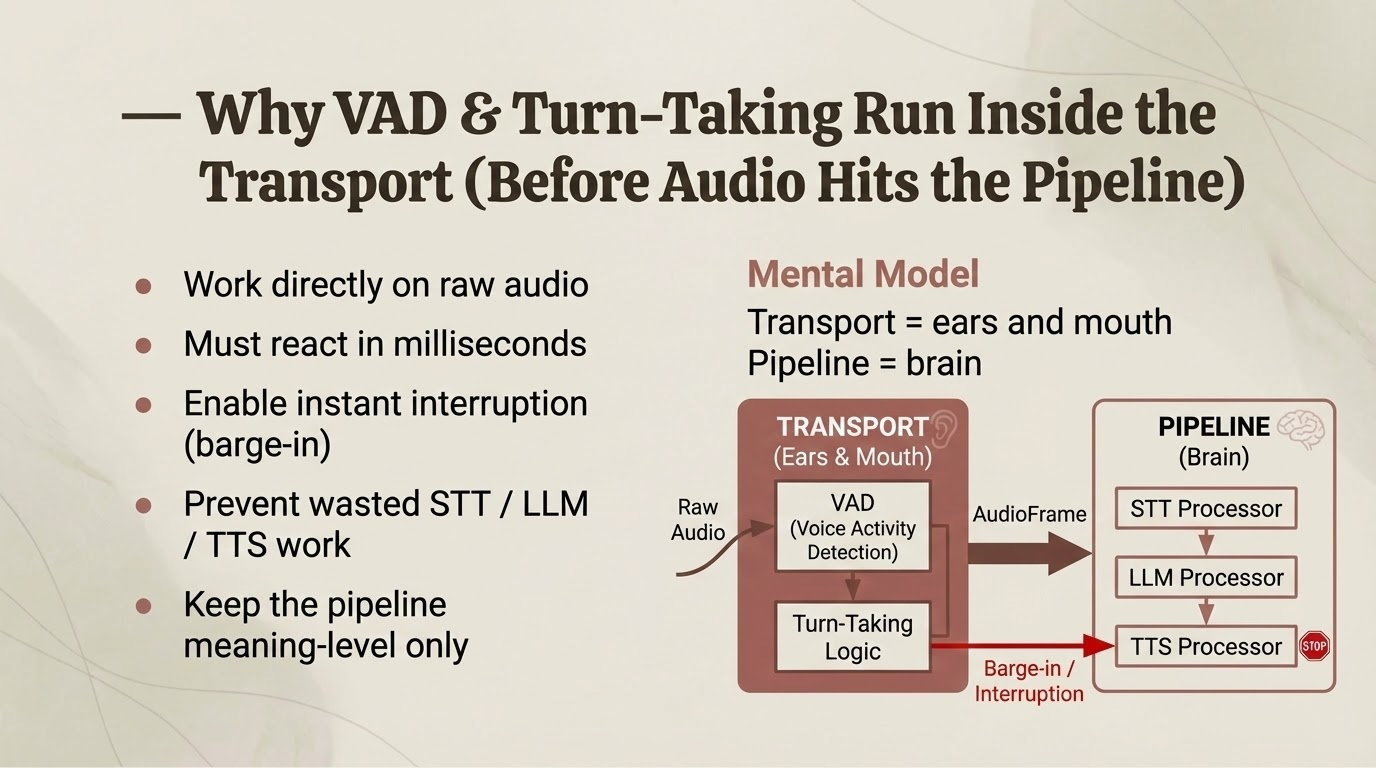 — Why VAD & Turn-Taking Run Inside the
Transport (Before Audio Hits the Pipeline)
● Work directly on raw audio
● Must react in milliseconds
● Enable instant interruption
(barge-in)
● Prevent wasted STT / LLM
/ TTS work
● Keep the pipeline
meaning-level only
Mental Model
Transport = ears and mouth
Pipeline = brain
Raw
Audio
TRANSPORT
(Ears & Mouth)
VAD
(Voice Activity
Detection)
Turn-Taking
Logic
AudioFrame
Barge-in /
Interruption
PIPELINE
(Brain)
STT Processor
LLM Processor
TTS Processor
STOP